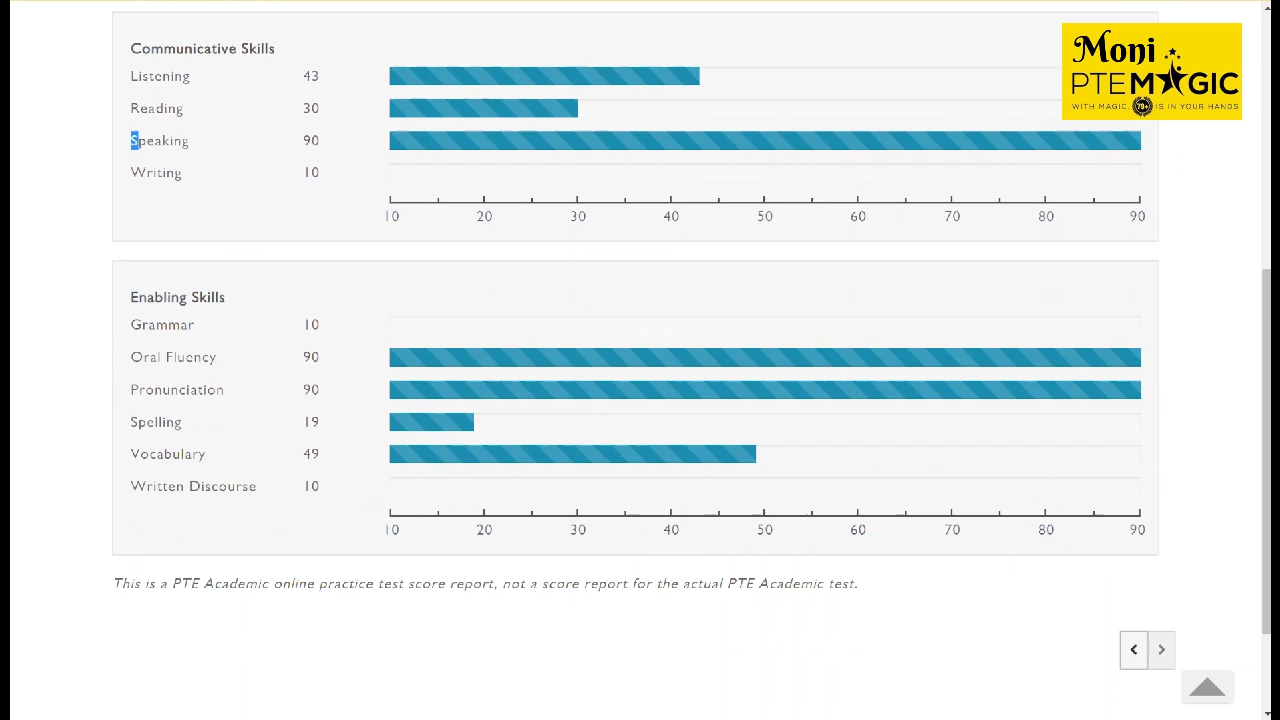 Communicative Skills
Listening 43
Reading 30
Speaking 90
Writing 10
10 20 30 40 50 60 70 80 90
Moni
PTE MAGIC
WITH MAGIC 79+ IS IN YOUR HANDS
Enabling Skills
Grammar 10
Oral Fluency 90
Pronunciation 90
Spelling 19
Vocabulary 49
Written Discourse 10
10 20 30 40 50 60 70 80 90
This is a PTE Academic online practice test score report, not a score report for the actual PTE Academic test.